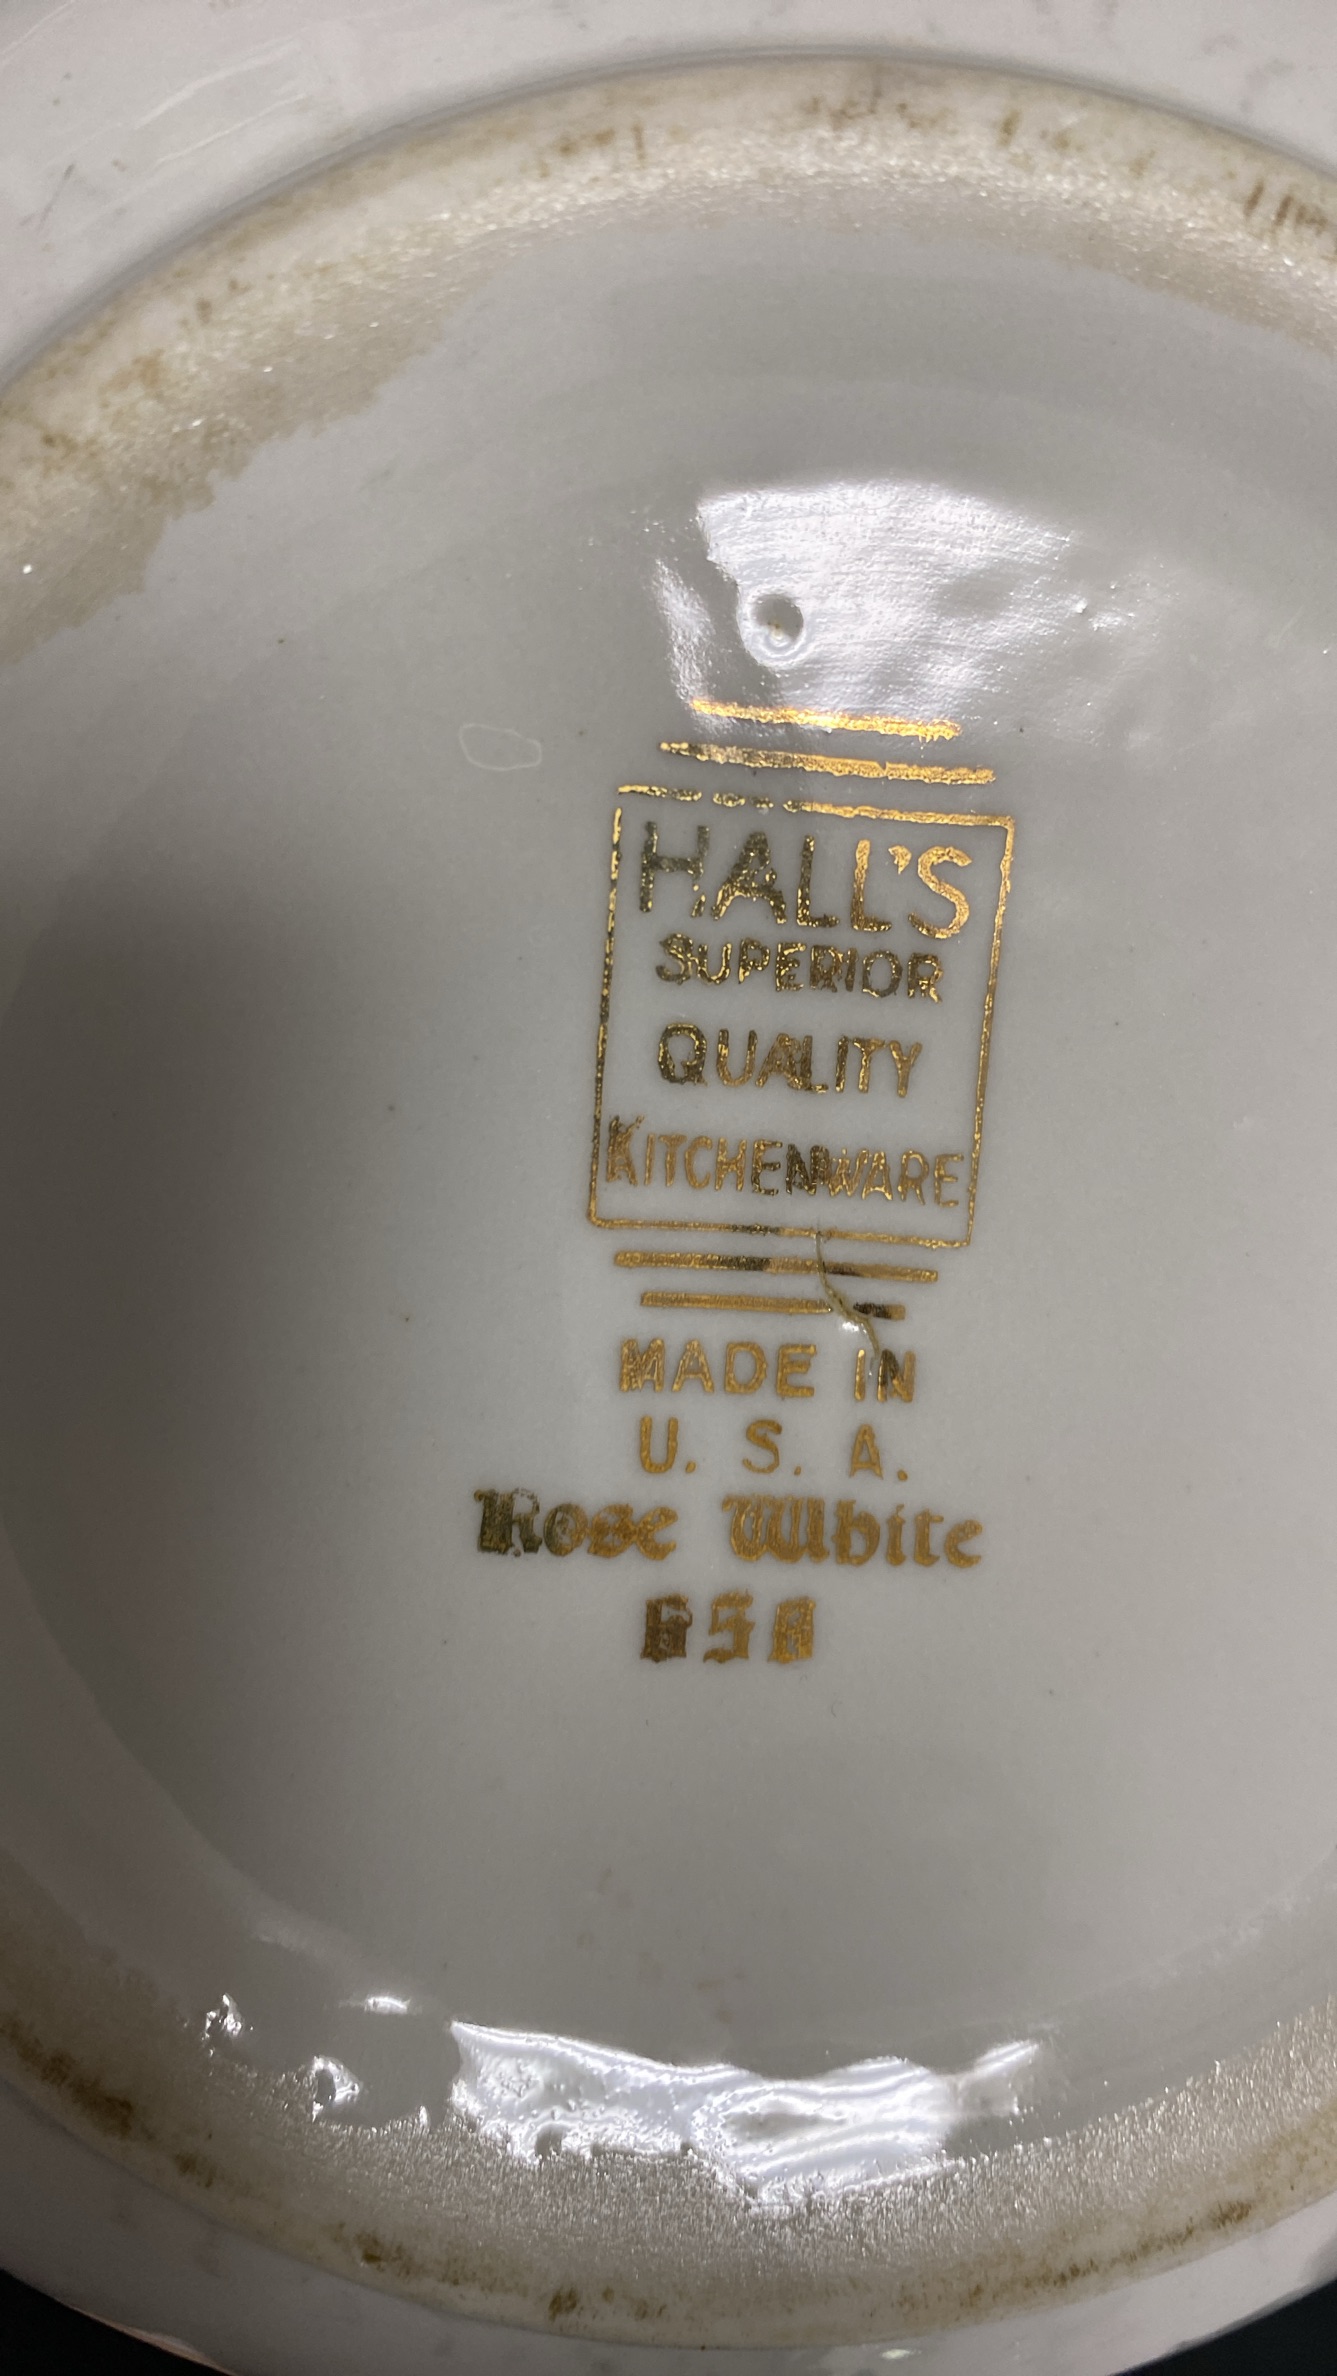 HALL'S
SUPERIOR
QUALITY
KITCHENWARE
MADE IN
U. S. A.
Rose White